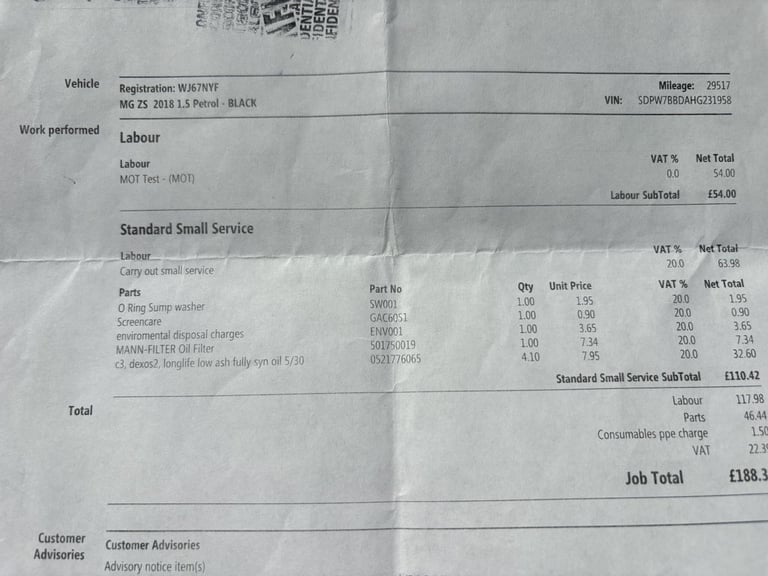 Vehicle
Registration: WJ67NYF
Mileage: 29517
MG ZS 2018 1.5 Petrol - BLACK
VIN: SDPW7BBDAHG231958
Work performed
Labour
Labour VAT % Net Total
MOT Test - (MOT) 0.0 54.00
Labour SubTotal £54.00
Standard Small Service
Labour VAT % Net Total
Carry out small service 20.0 63.98
Parts Part No Qty Unit Price VAT % Net Total
O Ring Sump washer SW001 1.00 1.95 20.0 1.95
Screencare GAC6051 1.00 0.90 20.0 0.90
enviromental disposal charges ENV001 1.00 3.65 20.0 3.65
MANN-FILTER Oil Filter 501750019 1.00 7.34 20.0 7.34
c3, dexos2, longlife low ash fully syn oil 5/30 0521776065 4.10 7.95 20.0 32.60
Standard Small Service SubTotal £110.42
Total
Labour 117.98
Parts 46.44
Consumables ppe charge 1.50
VAT 22.3
Job Total £188.3
Customer Advisories
Customer Advisories
Advisory notice item(s)